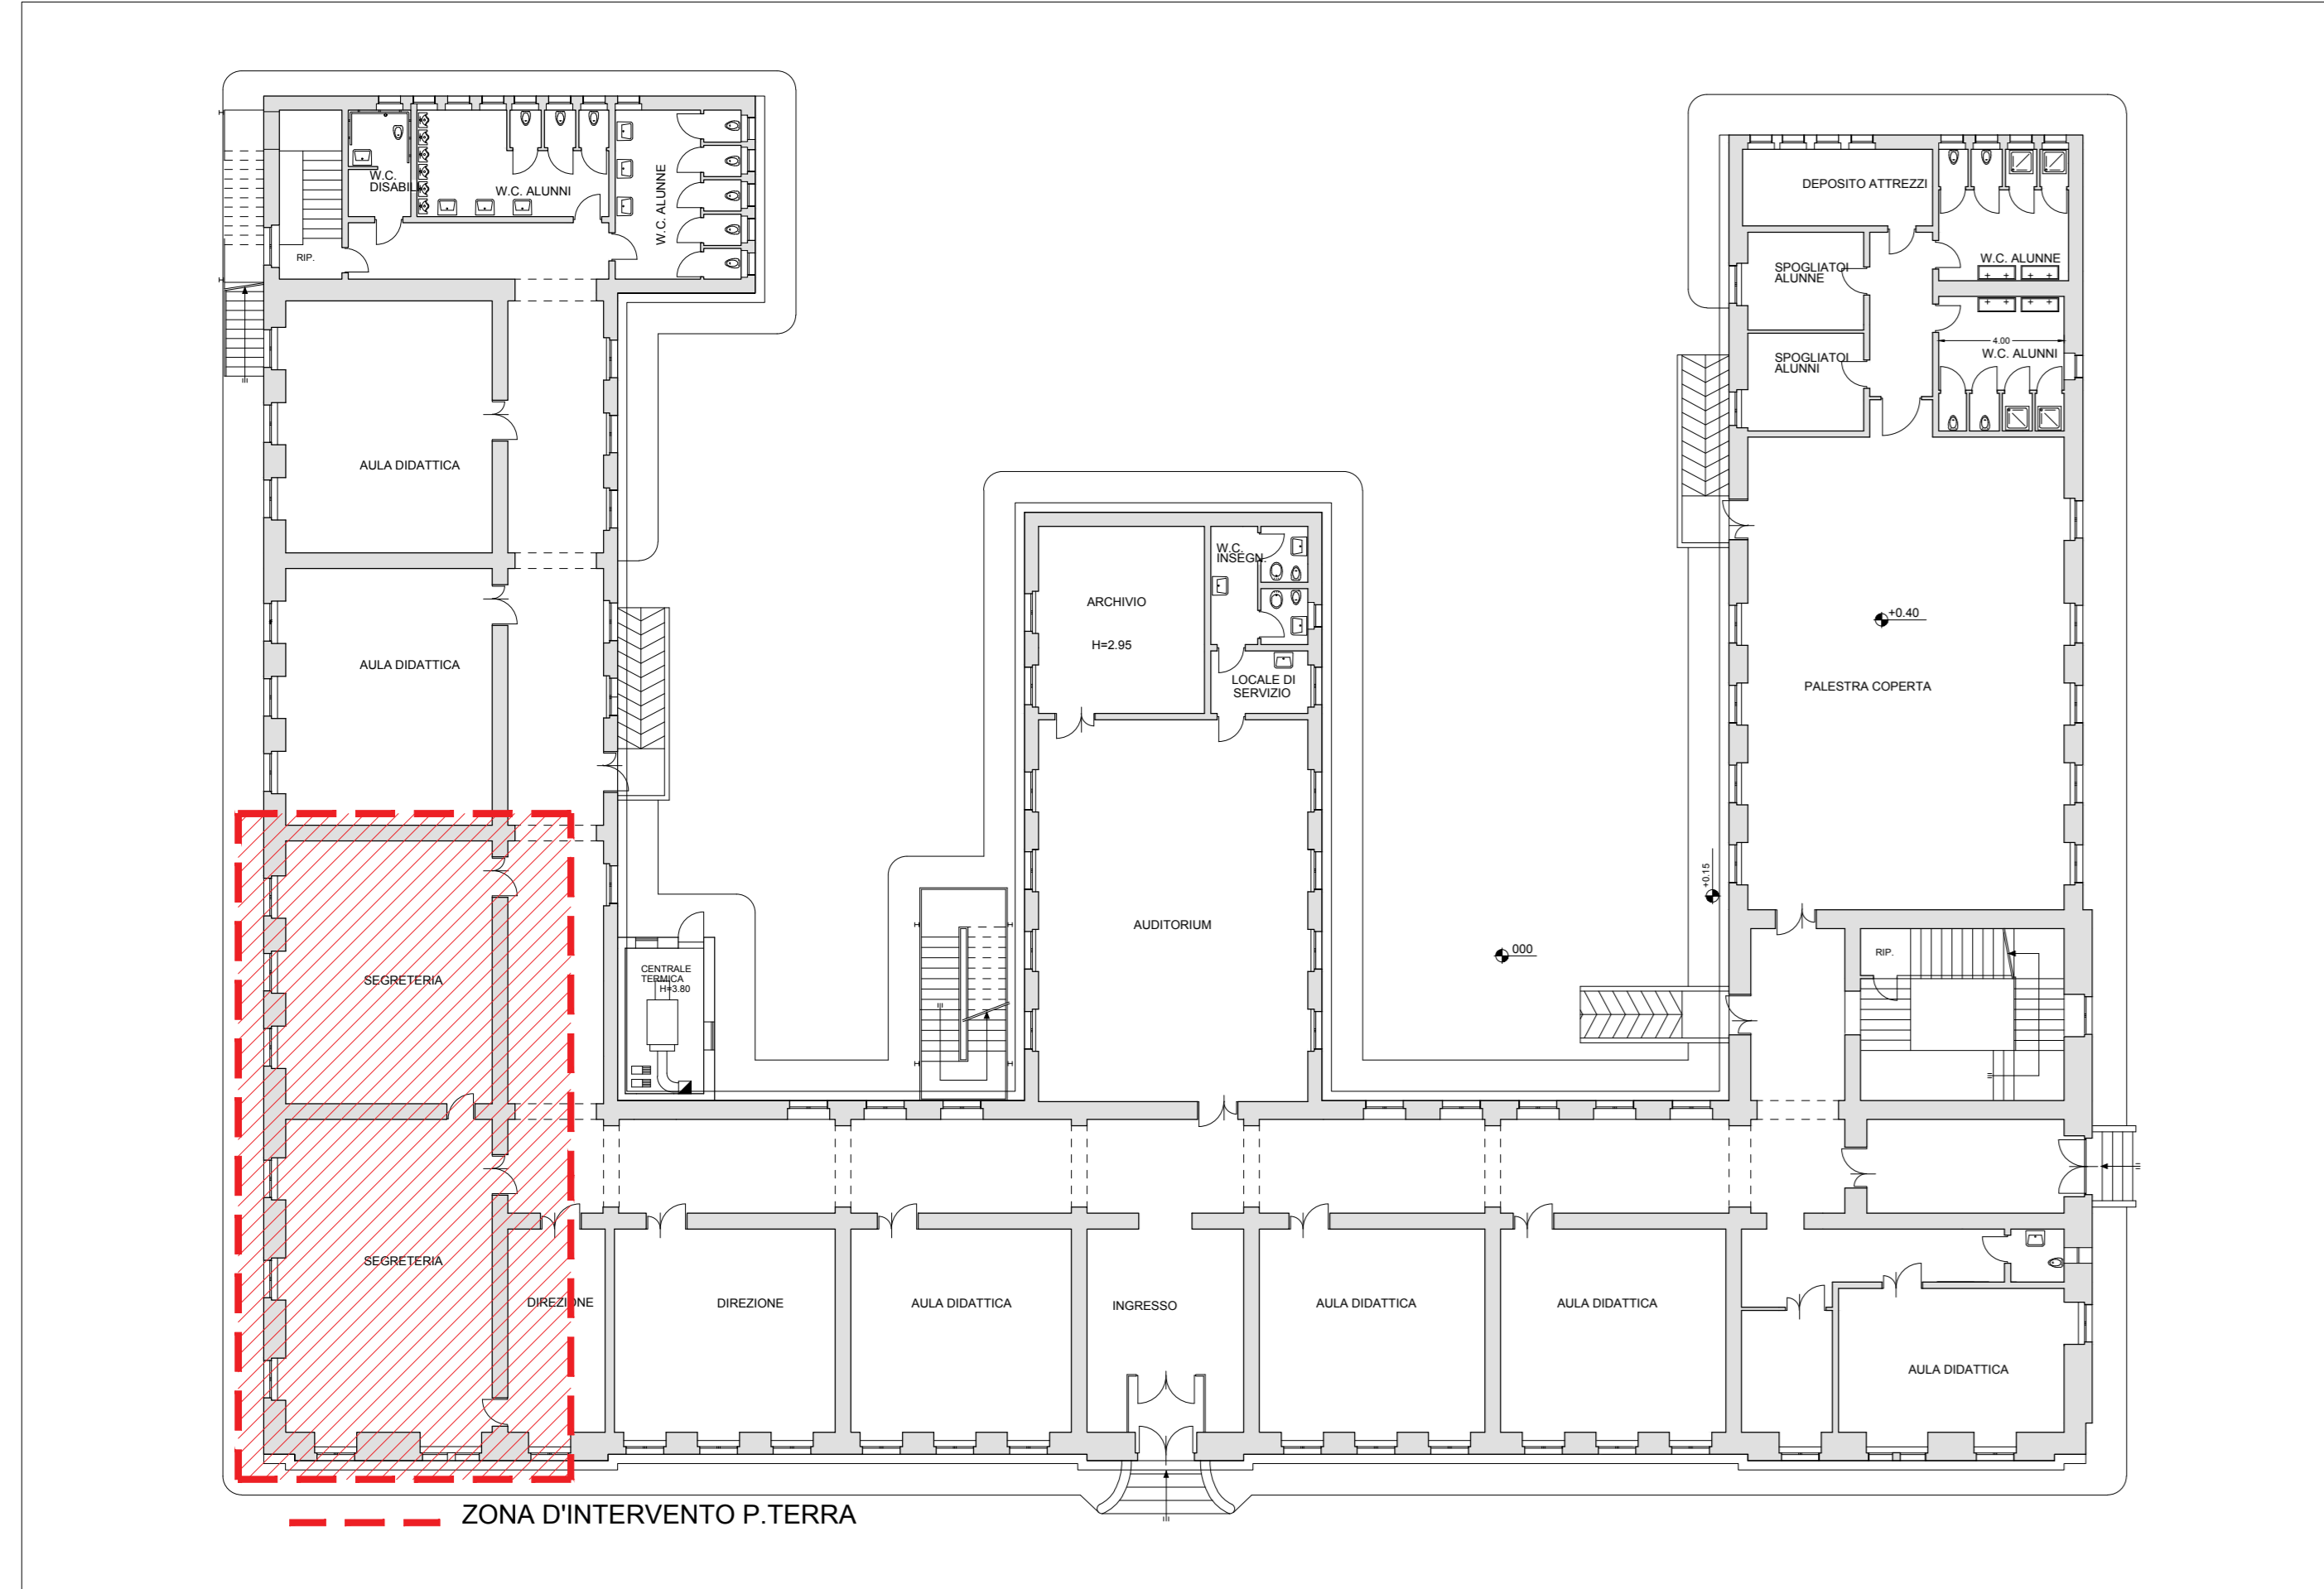 W.C.
DISABILI
W.C. ALUNNI
W.C. ALUNNE
RIP.
DEPOSITO ATTREZZI
SPOGLIATOI
ALUNNE
W.C. ALUNNE
SPOGLIATOI
ALUNNI
4.00
W.C. ALUNNI
AULA DIDATTICA
W.C.
INSEGN.
ARCHIVIO
H=2.95
LOCALE DI
SERVIZIO
+0.40
AULA DIDATTICA
PALESTRA COPERTA
+0.15
AUDITORIUM
000
RIP.
CENTRALE
TERMICA
H=3.80
SEGRETERIA
SEGRETERIA
DIREZIONE
DIREZIONE
AULA DIDATTICA
INGRESSO
AULA DIDATTICA
AULA DIDATTICA
AULA DIDATTICA
ZONA D'INTERVENTO P.TERRA